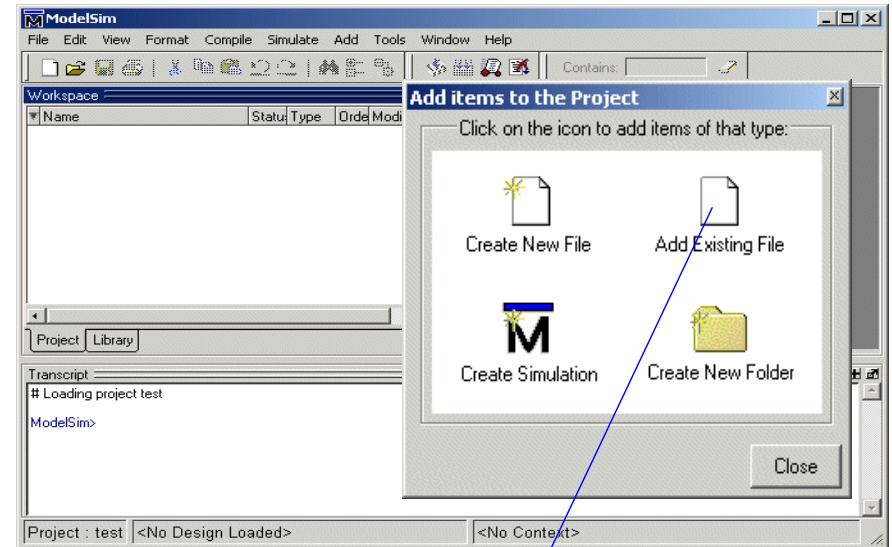 ModelSim
File Edit View Format Compile Simulate Add Tools Window Help
Contains:
Workspace
Name Statu Type Orde Modi
Project Library
Add items to the Project
Click on the icon to add items of that type:
Create New File Add Existing File
Create Simulation Create New Folder
Close
Transcript
# Loading project test
ModelSim>
Project : test <No Design Loaded> <No Context>